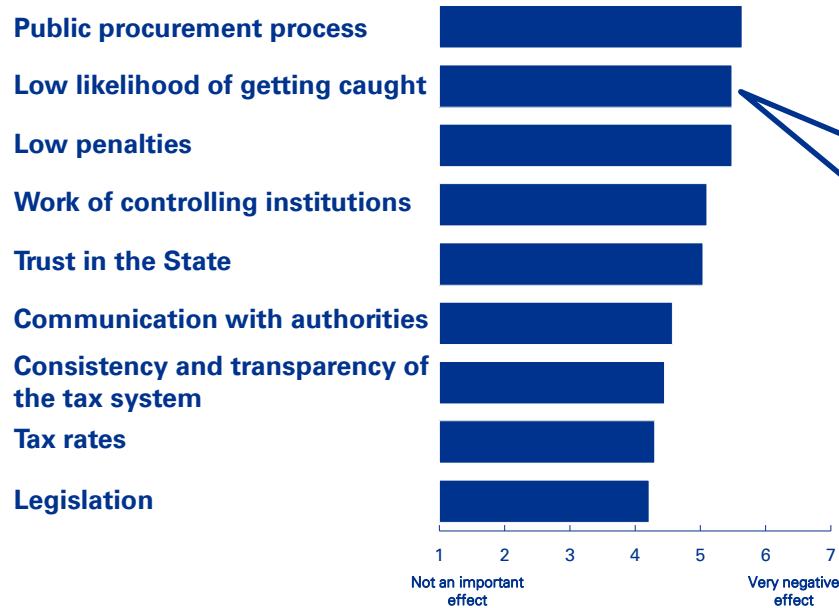 Public procurement process
Low likelihood of getting caught
Low penalties
Work of controlling institutions
Trust in the State
Communication with authorities
Consistency and transparency of
the tax system
Tax rates
Legislation
1 2 3 4 5 6 7
Not an important
effect
Very negative
effect